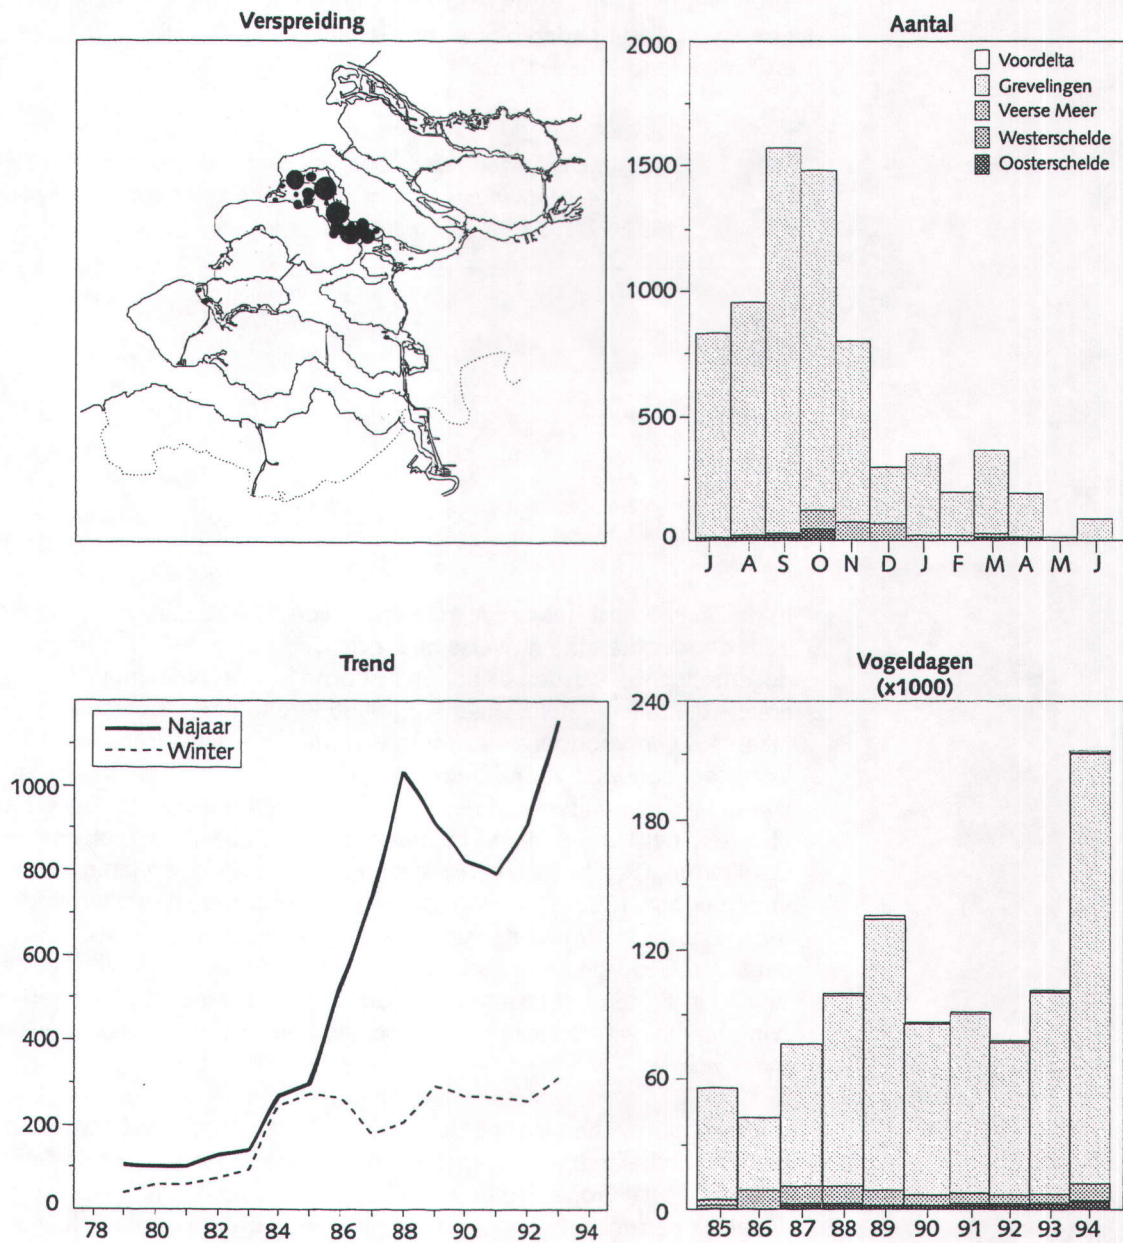 Verspreiding
Aantal
2000
1500
1000
500
0
Voordelta
Grevelingen
Veerse Meer
Westerschelde
Oosterschelde
J A S O N D J F M A M J
Trend
Najaar
Winter
1000
800
600
400
200
0
78 80 82 84 86 88 90 92 94
Vogeldagen
(x1000)
240
180
120
60
0
85 86 87 88 89 90 91 92 93 94